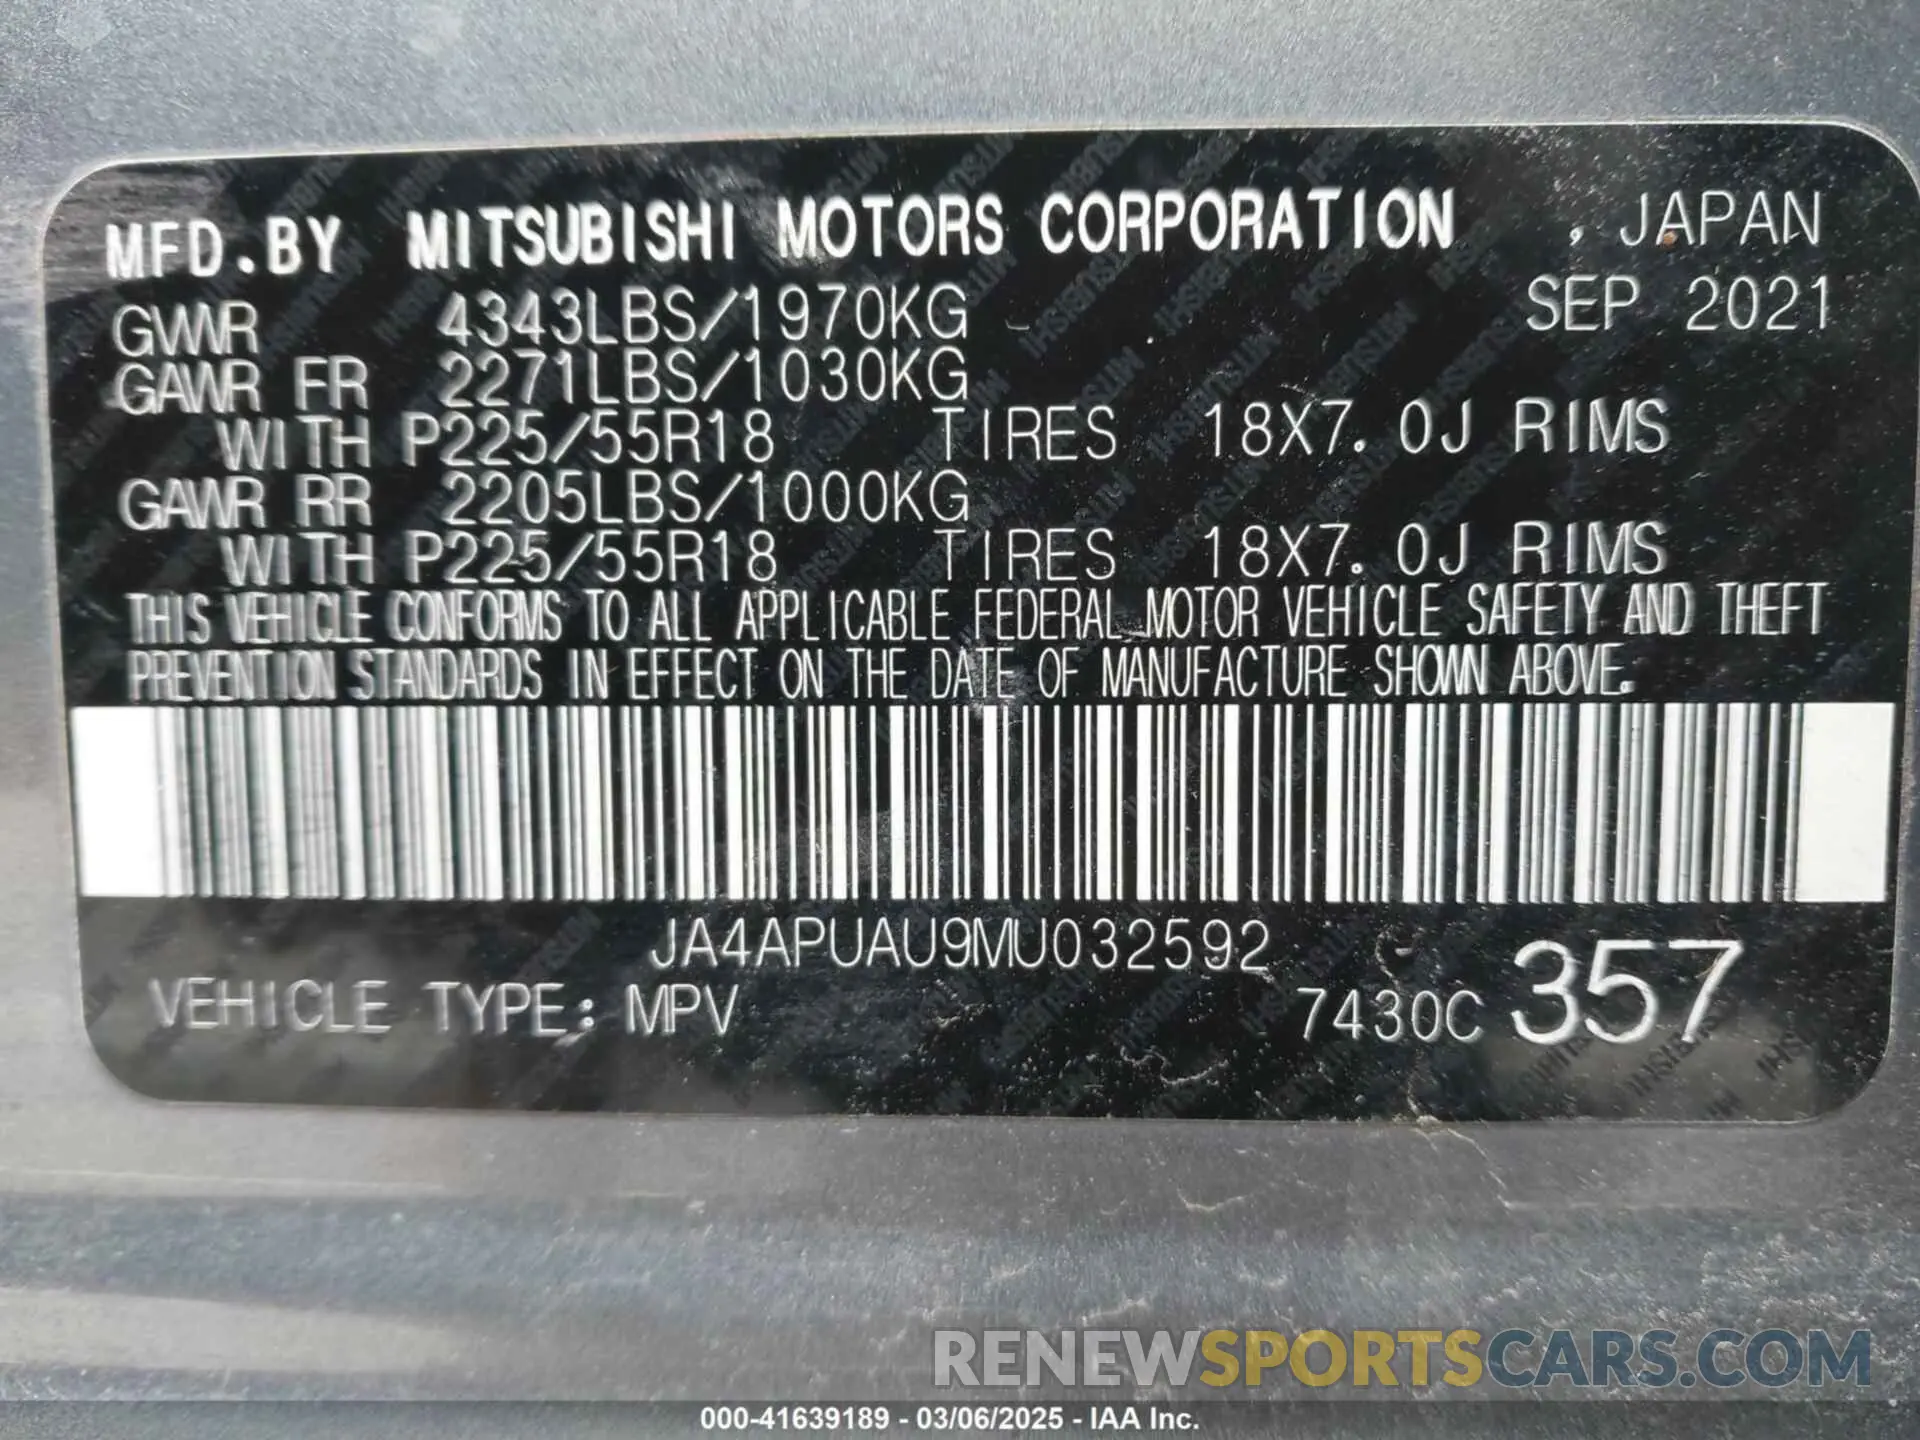 MFD.BY MITSUBISHI MOTORS CORPORATION , JAPAN
GVWR 4343LBS/1970KG SEP 2021
GAWR FR 2271LBS/1030KG
WITH P225/55R18 TIRES 18X7.0J RIMS
GAWR RR 2205LBS/1000KG
WITH P225/55R18 TIRES 18X7.0J RIMS
THIS VEHICLE CONFORMS TO ALL APPLICABLE FEDERAL MOTOR VEHICLE SAFETY AND THEFT
PREVENTION STANDARDS IN EFFECT ON THE DATE OF MANUFACTURE SHOWN ABOVE.
JA4APUAU9MU032592
VEHICLE TYPE: MPV 7430C 357
RENEWSPORTSCARS.COM
000-41639189 - 03/06/2025 - IAA Inc.